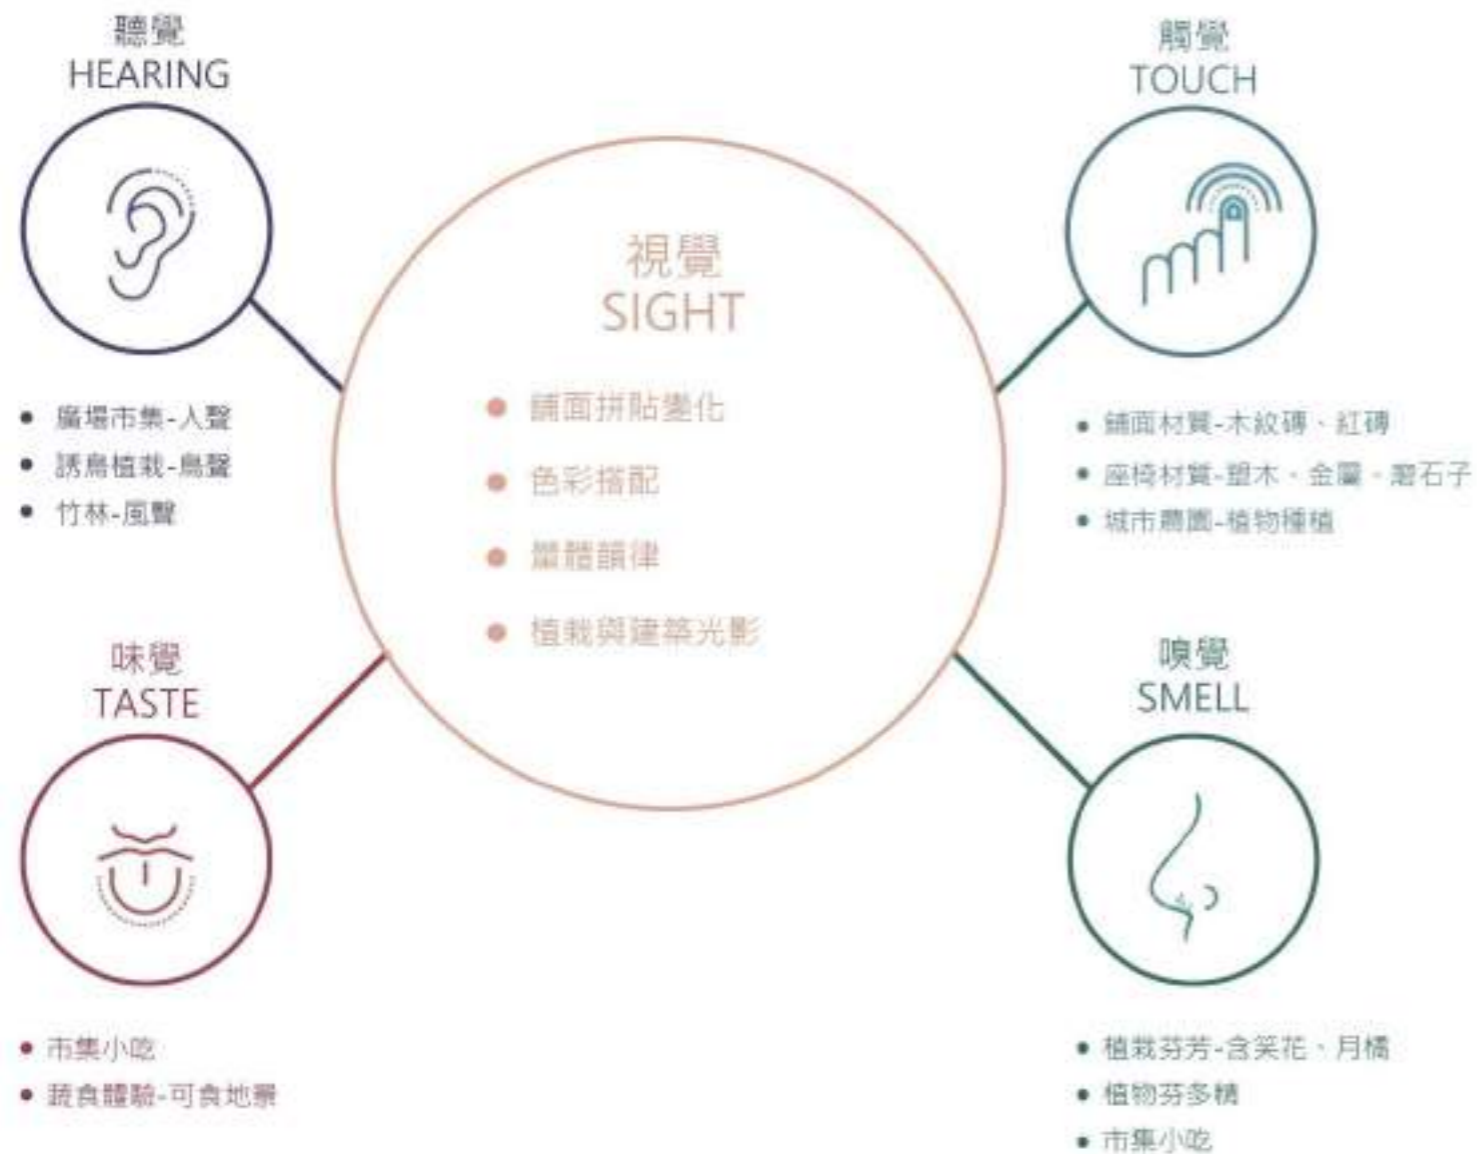 聽覺
HEARING
• 廣場市集-人聲
• 誘鳥植栽-鳥聲
• 竹林-風聲
觸覺
TOUCH
• 鋪面材質-木紋磚、紅磚
• 座椅材質-塑木、金屬、磨石子
• 城市農園-植物種植
視覺
SIGHT
• 鋪面拼貼變化
• 色彩搭配
• 量體韻律
• 植栽與建築光影
味覺
TASTE
• 市集小吃
• 蔬食體驗-可食地景
嗅覺
SMELL
• 植栽芬芳-含笑花、月橘
• 植物芬多精
• 市集小吃